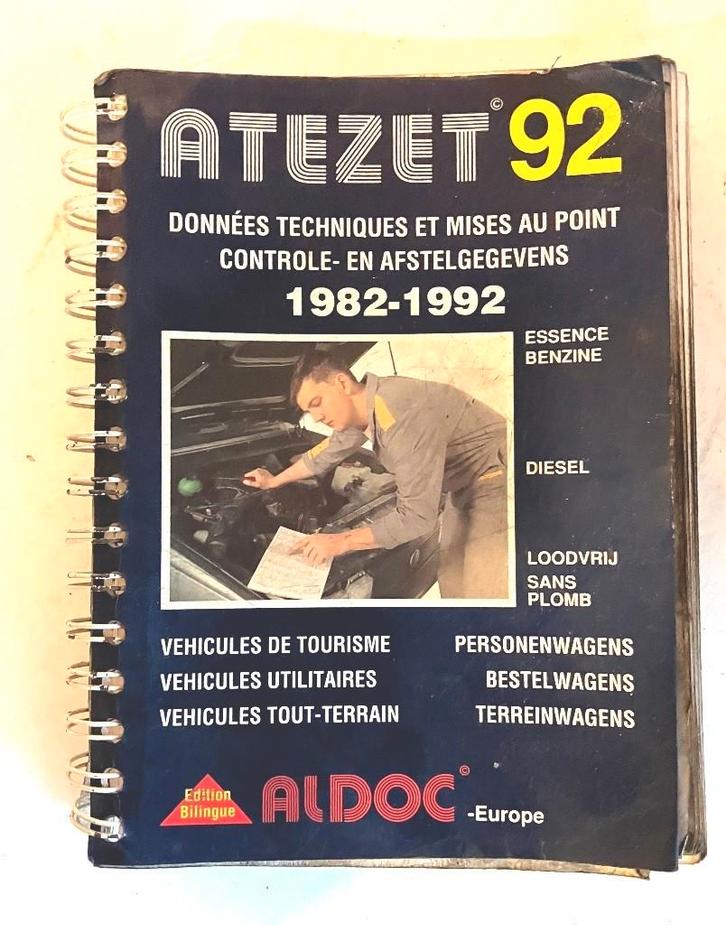 ATEZET© 92
DONNÉES TECHNIQUES ET MISES AU POINT
CONTROLE- EN AFSTELGEGEVENS
1982-1992
ESSENCE
BENZINE
DIESEL
LOODVRIJ
SANS
PLOMB
VEHICULES DE TOURISME PERSONENWAGENS
VEHICULES UTILITAIRES BESTELWAGENS
VEHICULES TOUT-TERRAIN TERREINWAGENS
Edition
Bilingue
ALDOC© -Europe